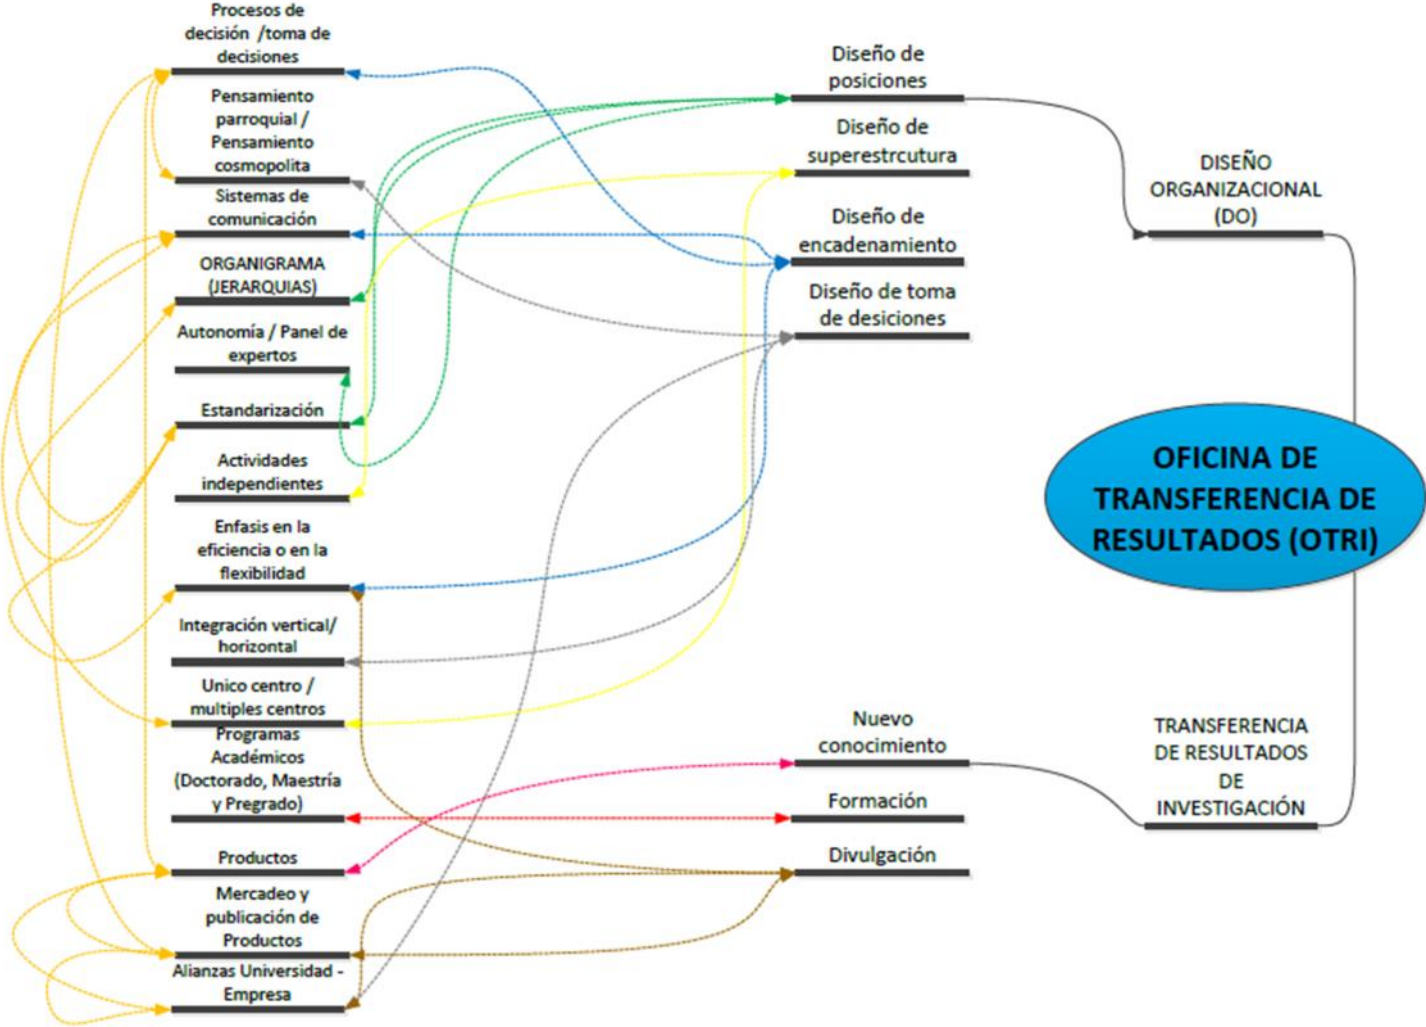 Procesos de
decisión /toma de
decisiones
Pensamiento
parroquial /
Pensamiento
cosmopolita
Sistemas de
comunicación
ORGANIGRAMA
(JERARQUIAS)
Autonomía / Panel de
expertos
Estandarización
Actividades
independientes
Enfasis en la
eficiencia o en la
flexibilidad
Integración vertical/
horizontal
Unico centro /
multiples centros
Programas
Académicos
(Doctorado, Maestría
y Pregrado)
Productos
Mercadeo y
publicación de
Productos
Alianzas Universidad -
Empresa
Diseño de
posiciones
Diseño de
superestrcutura
Diseño de
encadenamiento
Diseño de toma
de desiciones
Nuevo
conocimiento
Formación
Divulgación
DISEÑO
ORGANIZACIONAL
(DO)
OFICINA DE
TRANSFERENCIA DE
RESULTADOS (OTRI)
TRANSFERENCIA
DE RESULTADOS
DE
INVESTIGACIÓN